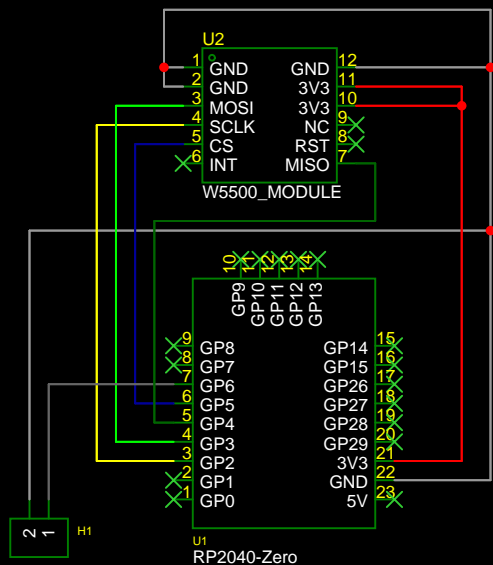 U2
1 GND GND 12
2 GND 3V3 11
3 MOSI 3V3 10
4 SCLK NC 9
5 CS RST 8
6 INT MISO 7
W5500_MODULE
10 11 12 13 14
GP9 GP10 GP11 GP12 GP13
9 GP8 GP14 15
8 GP7 GP15 16
7 GP6 GP26 17
6 GP5 GP27 18
5 GP4 GP28 19
4 GP3 GP29 20
3 GP2 3V3 21
2 GP1 GND 22
1 GP0 5V 23
2 1 H1
U1
RP2040-Zero